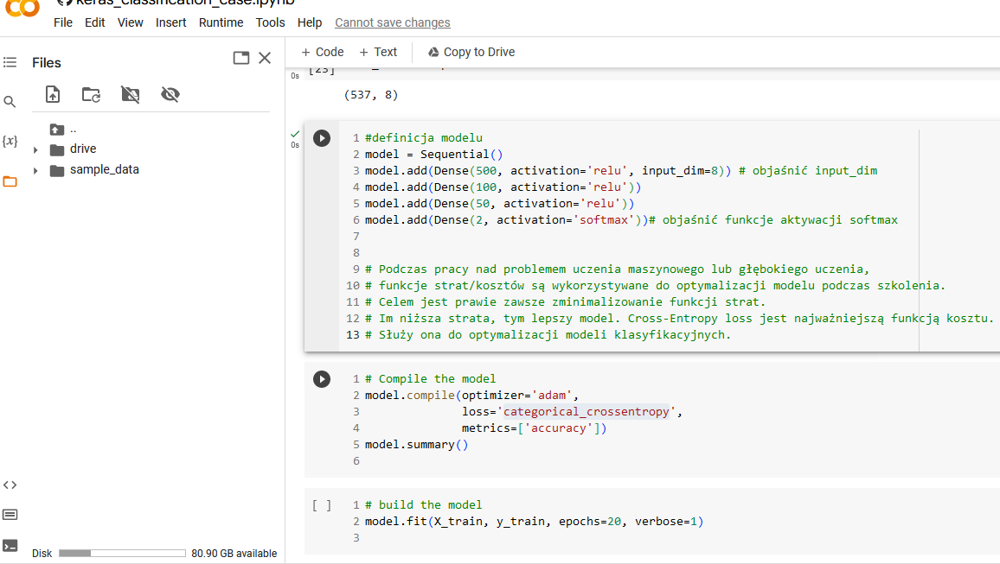 keras_classification_case.ipynb
File Edit View Insert Runtime Tools Help Cannot save changes
Files
+ Code + Text Copy to Drive
..
drive
sample_data
{x}
<>
Disk 80.90 GB available
0s
[23]
(537, 8)
0s
1 #definicja modelu
2 model = Sequential()
3 model.add(Dense(500, activation='relu', input_dim=8)) # objaśnić input_dim
4 model.add(Dense(100, activation='relu'))
5 model.add(Dense(50, activation='relu'))
6 model.add(Dense(2, activation='softmax'))# objaśnić funkcje aktywacji softmax
7
8
9 # Podczas pracy nad problemem uczenia maszynowego lub głębokiego uczenia,
10 # funkcje strat/kosztów są wykorzystywane do optymalizacji modelu podczas szkolenia.
11 # Celem jest prawie zawsze zminimalizowanie funkcji strat.
12 # Im niższa strata, tym lepszy model. Cross-Entropy loss jest najważniejszą funkcją kosztu.
13 # Służy ona do optymalizacji modeli klasyfikacyjnych.
1 # Compile the model
2 model.compile(optimizer='adam',
3 loss='categorical_crossentropy',
4 metrics=['accuracy'])
5 model.summary()
6
[ ]
1 # build the model
2 model.fit(X_train, y_train, epochs=20, verbose=1)
3